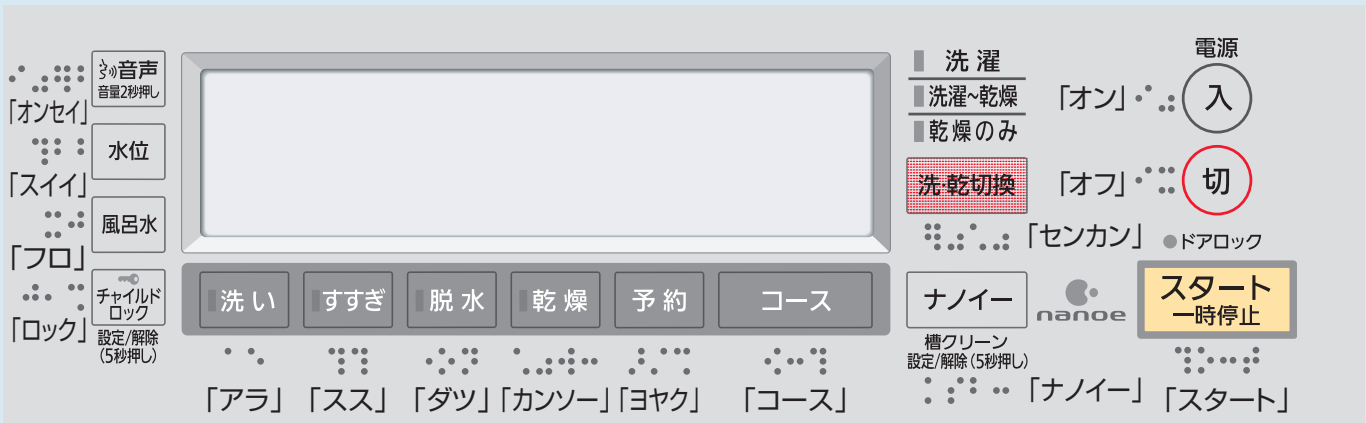 音声
音量2秒押し
「オンセイ」
水位
「スイイ」
風呂水
「フロ」
チャイルド
ロック
「ロック」
設定/解除
(5秒押し)
洗い
すすぎ
脱水
乾燥
予約
コース
「アラ」
「スス」
「ダツ」
「カンソー」
「ヨヤク」
「コース」
洗濯
洗濯~乾燥
乾燥のみ
洗・乾切換
「センカン」
ナノイー
nanoe
槽クリーン
設定/解除(5秒押し)
「ナノイー」
電源
「オン」
入
「オフ」
切
ドアロック
スタート
一時停止
「スタート」